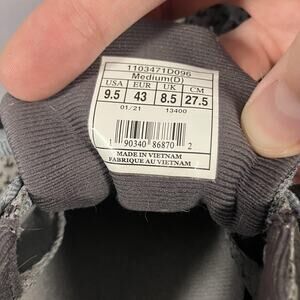 1103471D096
Medium(D)
USA EUR UK CM
9.5 43 8.5 27.5
01/21 13400
1 90340 86870 2
MADE IN VIETNAM
FABRIQUE AU VIETNAM